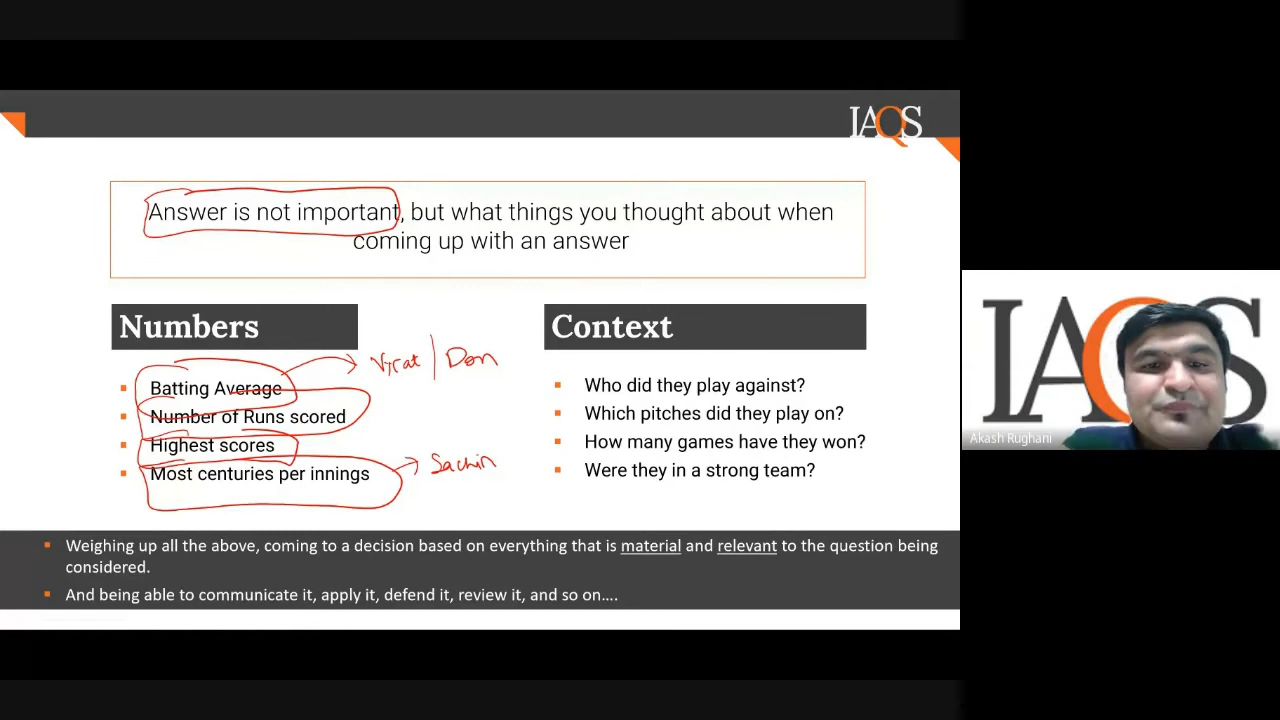 IAQS
Answer is not important, but what things you thought about when
coming up with an answer
Numbers
Context
Batting Average
Virat | Don
Number of Runs scored
Highest scores
Most centuries per innings
Sachin
Who did they play against?
Which pitches did they play on?
How many games have they won?
Were they in a strong team?
Weighing up all the above, coming to a decision based on everything that is material and relevant to the question being
considered.
And being able to communicate it, apply it, defend it, review it, and so on….
IAQS
Akash Rughani